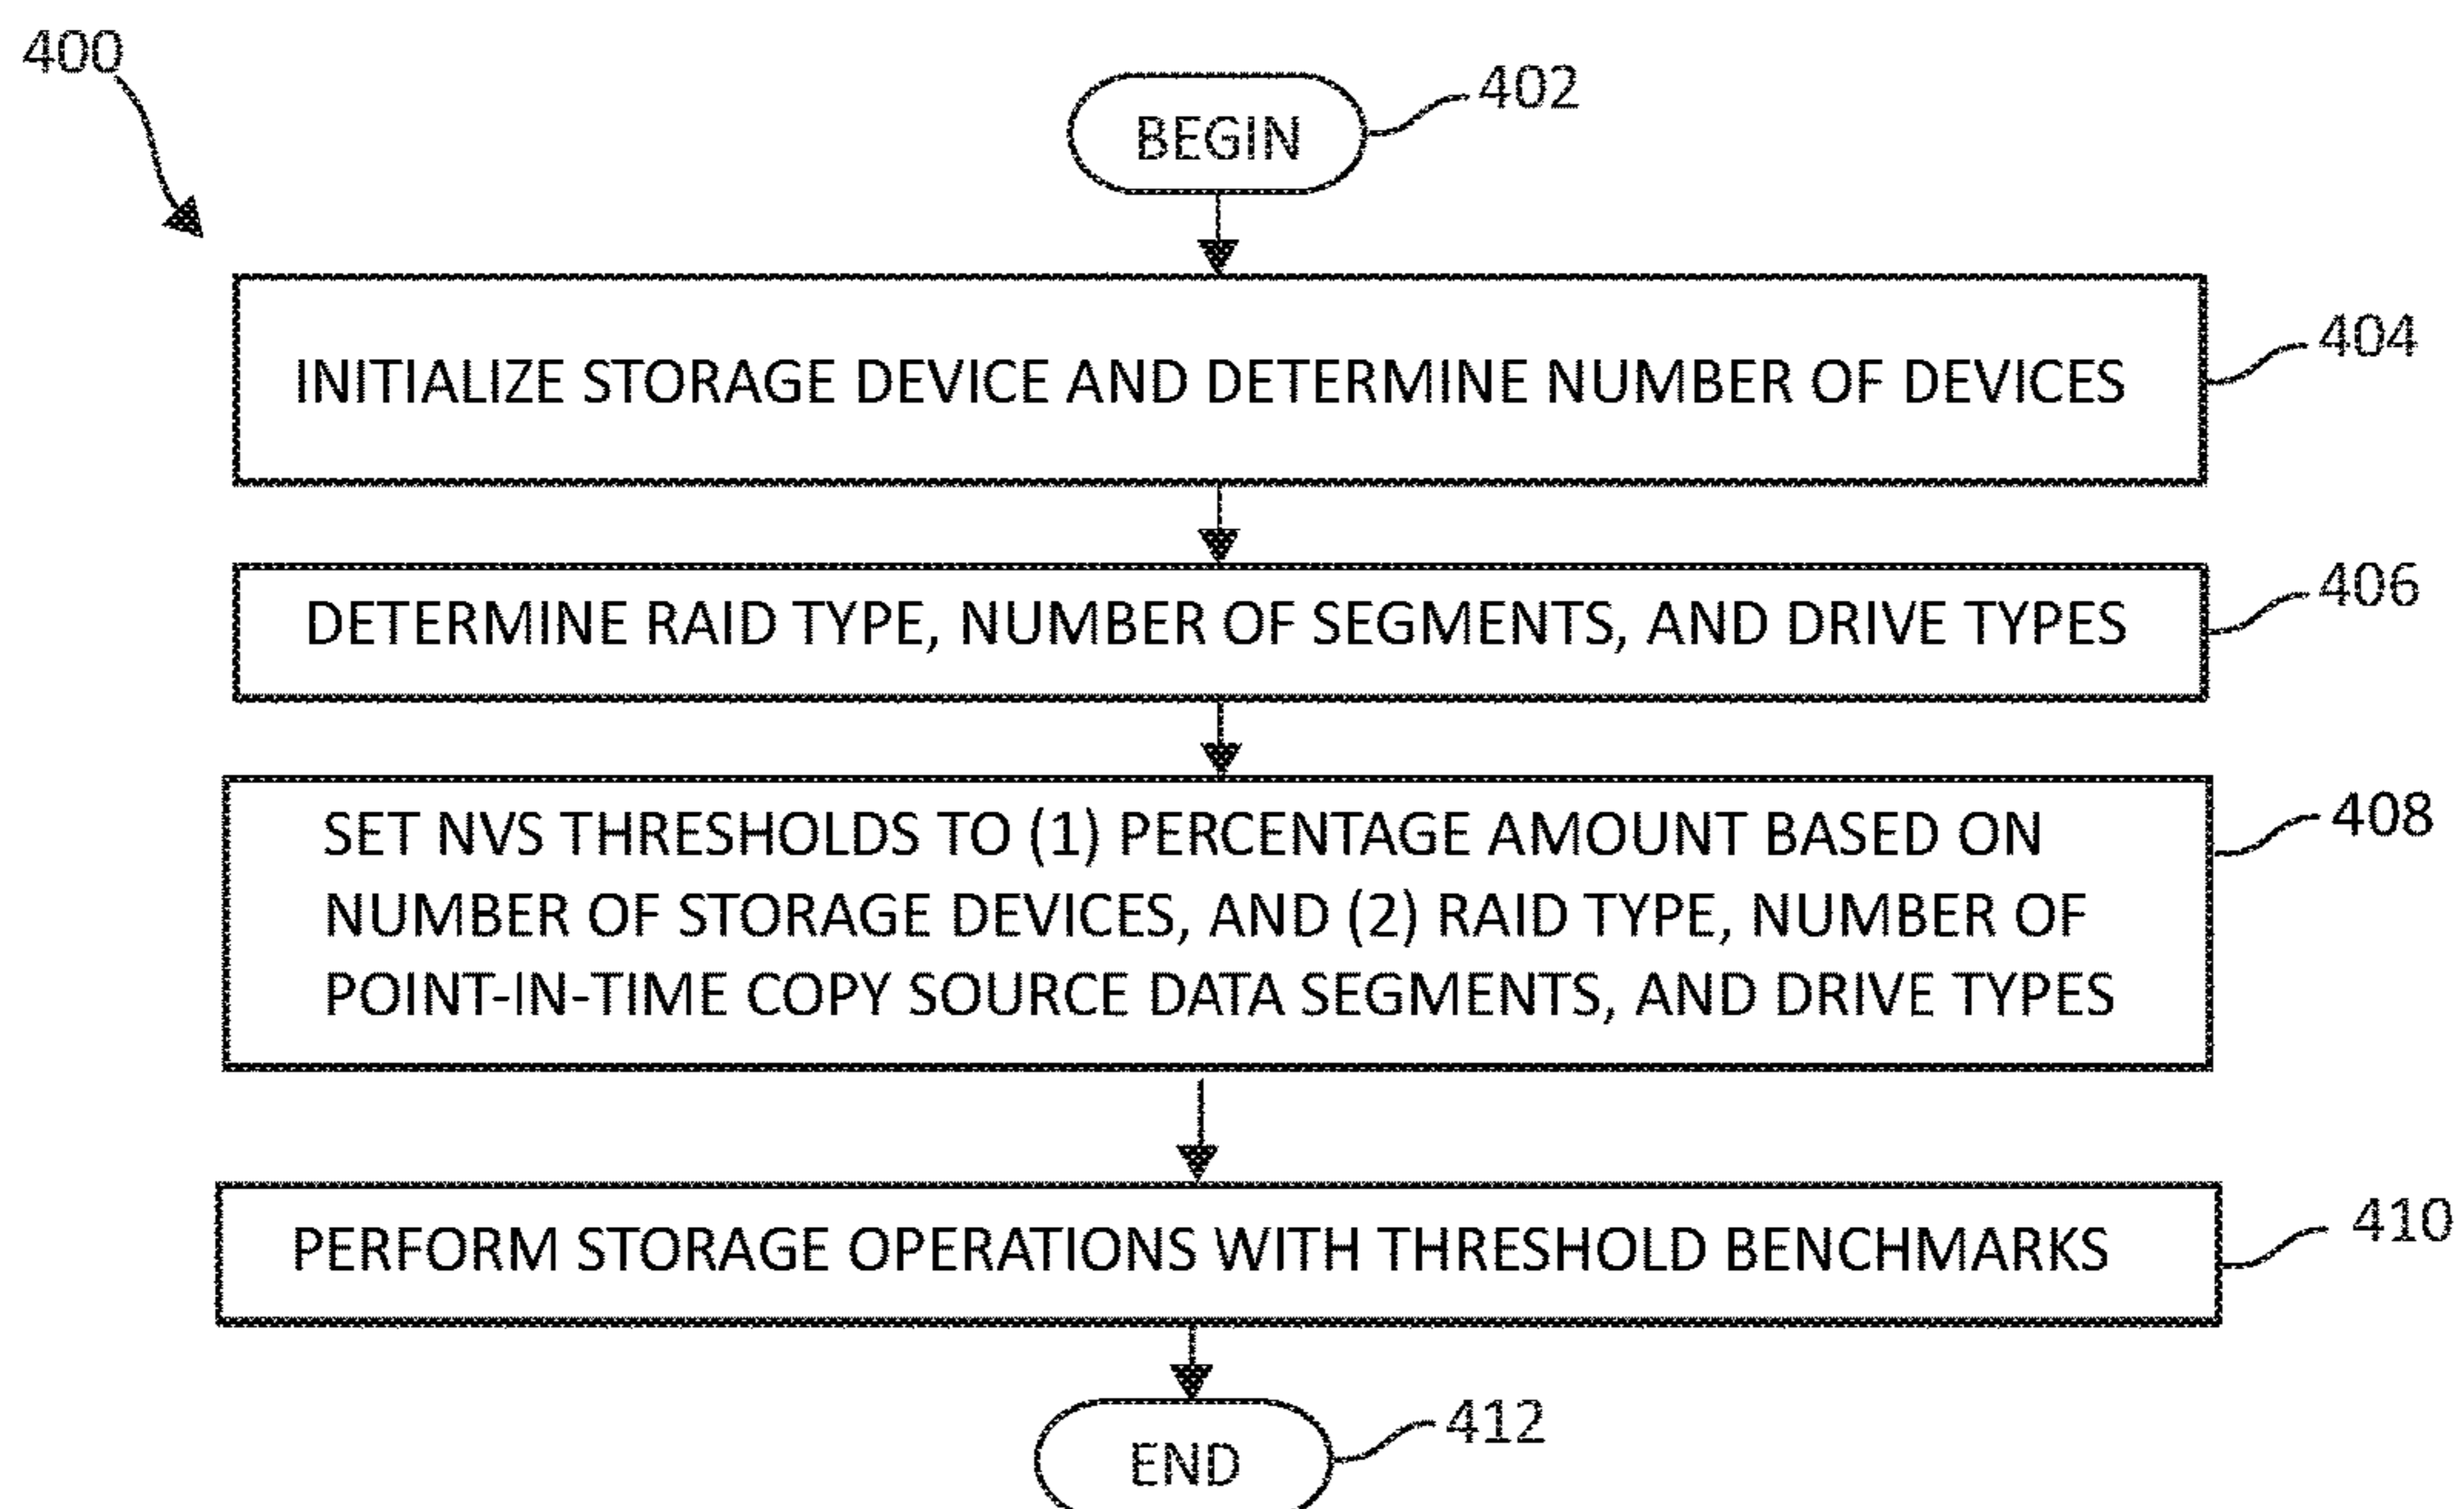 400
BEGIN
402
INITIALIZE STORAGE DEVICE AND DETERMINE NUMBER OF DEVICES
404
DETERMINE RAID TYPE, NUMBER OF SEGMENTS, AND DRIVE TYPES
406
SET NVS THRESHOLDS TO (1) PERCENTAGE AMOUNT BASED ON
NUMBER OF STORAGE DEVICES, AND (2) RAID TYPE, NUMBER OF
POINT-IN-TIME COPY SOURCE DATA SEGMENTS, AND DRIVE TYPES
408
PERFORM STORAGE OPERATIONS WITH THRESHOLD BENCHMARKS
410
END
412